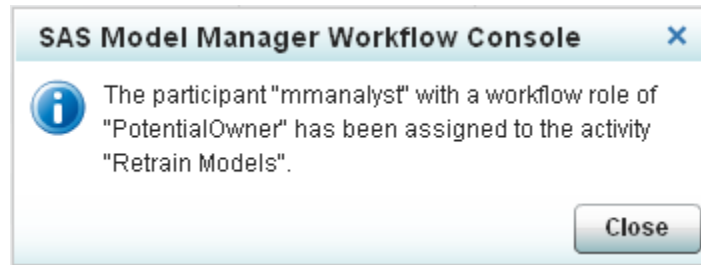 SAS Model Manager Workflow Console
The participant "mmanalyst" with a workflow role of
"PotentialOwner" has been assigned to the activity
"Retrain Models".
Close